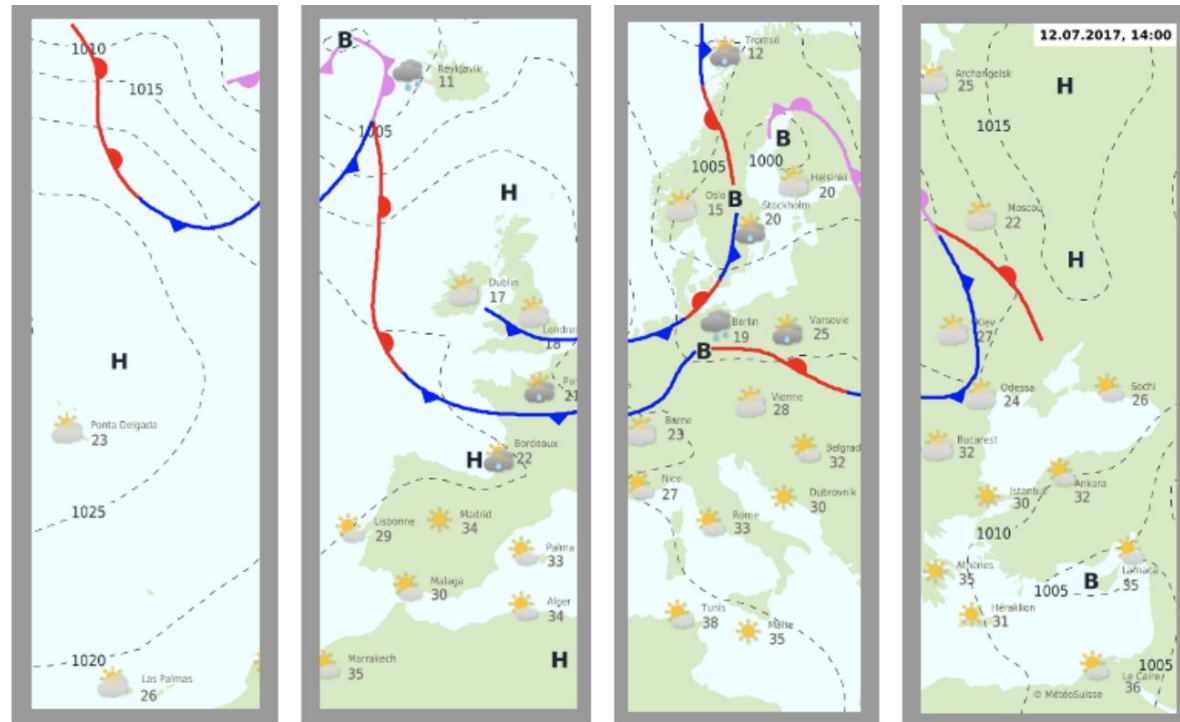 1010
1015
H
Ponta Delgada
23
1025
1020
Las Palmas
26
B
Reykjavik
11
1005
H
Dublin
17
Londres
18
21
Bordeaux
H
22
Lisbonne
29
Madrid
34
Palma
33
Malaga
30
Alger
34
Marrakech
35
H
Tromsö
12
B
1005
1000
Helsinki
20
B
Oslo
15
Stockholm
20
Berlin
19
Varsovie
25
B
Vienne
28
Berne
23
Belgrad
32
Nice
27
Dubrovnik
30
Rome
33
Tunis
38
Malte
35
12.07.2017, 14:00
Archangelsk
25
H
1015
Moscou
22
H
Kiev
27
Odessa
24
Sochi
26
Bucarest
32
Ankara
32
Istanbul
30
1010
Athènes
35
Larnaca
35
B
1005
Héraklion
31
1005
Le Caire
36
© MétéoSuisse